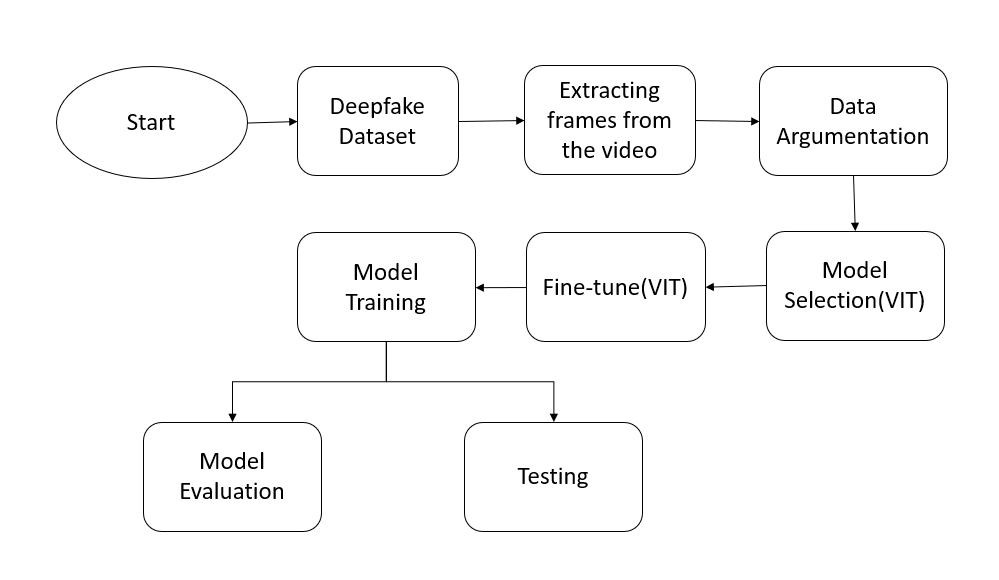 Start
Deepfake
Dataset
Extracting
frames from
the video
Data
Argumentation
Model
Selection(VIT)
Fine-tune(VIT)
Model
Training
Model
Evaluation
Testing